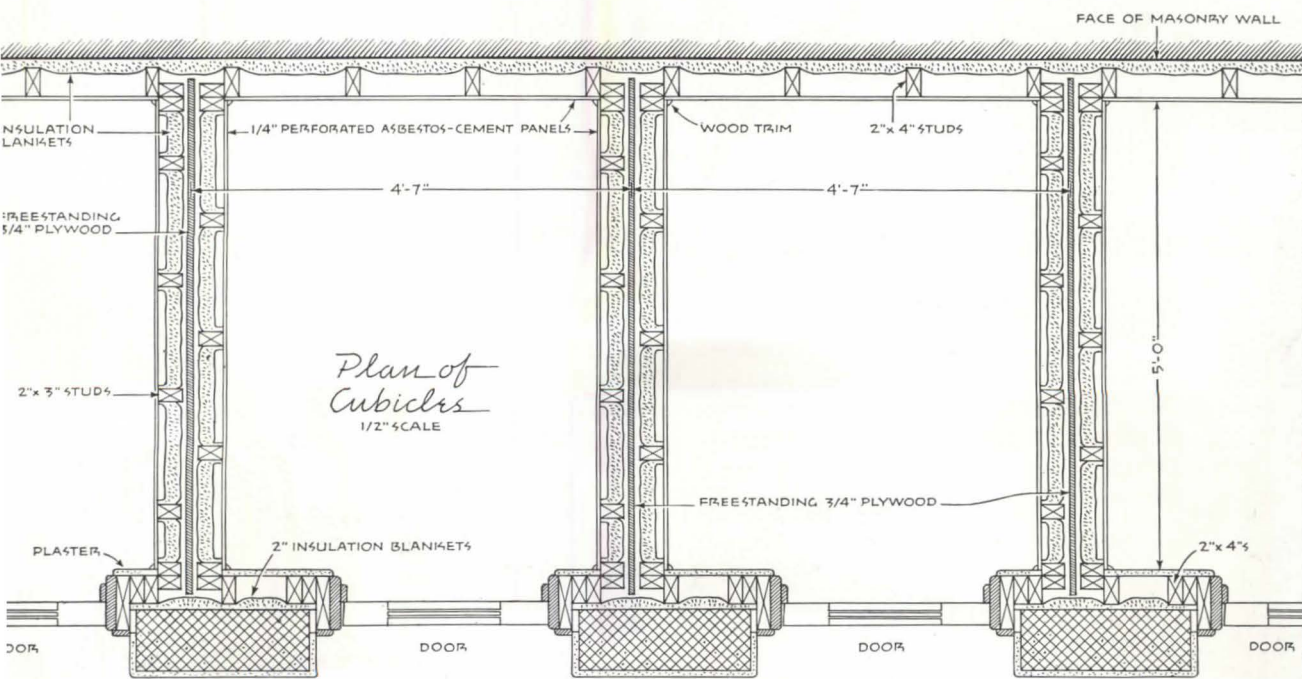 FACE OF MASONRY WALL
NSULATION
LANKETS
1/4" PERFORATED ASBESTOS-CEMENT PANELS
WOOD TRIM
2"x 4" STUDS
4'-7"
4'-7"
FREESTANDING
3/4" PLYWOOD
5'-0"
Plan of
Cubicles
1/2" SCALE
2"x 3" STUDS
FREESTANDING 3/4" PLYWOOD
PLASTER
2" INSULATION BLANKETS
2"x 4"s
OOR
DOOR
DOOR
DOOR